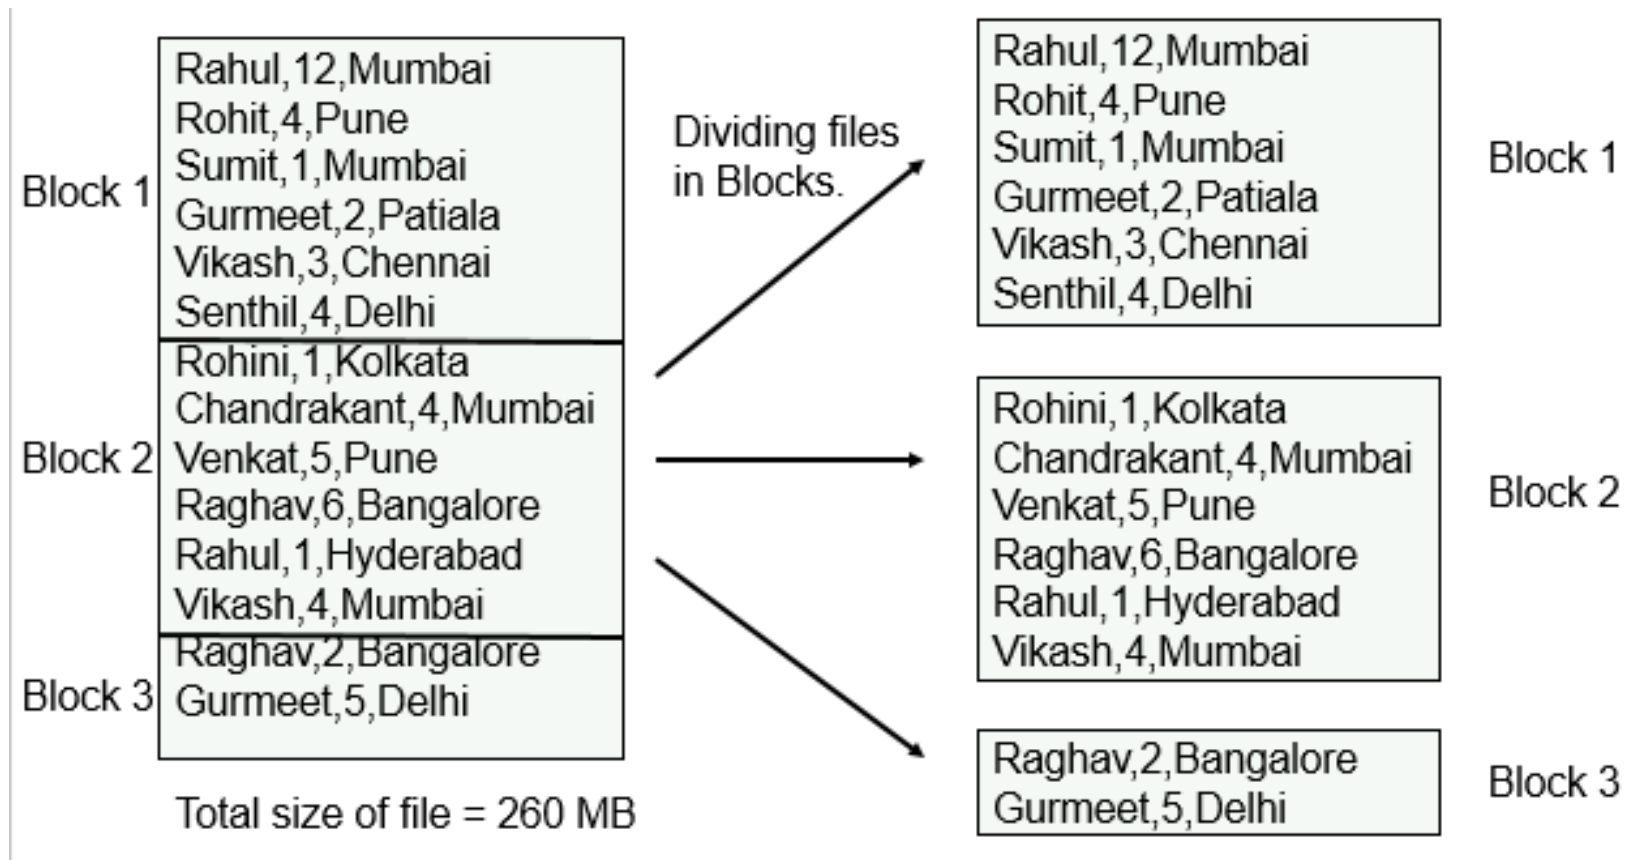 Block 1
Rahul,12,Mumbai
Rohit,4,Pune
Sumit,1,Mumbai
Gurmeet,2,Patiala
Vikash,3,Chennai
Senthil,4,Delhi
Block 2
Rohini,1,Kolkata
Chandrakant,4,Mumbai
Venkat,5,Pune
Raghav,6,Bangalore
Rahul,1,Hyderabad
Vikash,4,Mumbai
Block 3
Raghav,2,Bangalore
Gurmeet,5,Delhi
Total size of file = 260 MB
Dividing files
in Blocks.
Rahul,12,Mumbai
Rohit,4,Pune
Sumit,1,Mumbai
Gurmeet,2,Patiala
Vikash,3,Chennai
Senthil,4,Delhi
Block 1
Rohini,1,Kolkata
Chandrakant,4,Mumbai
Venkat,5,Pune
Raghav,6,Bangalore
Rahul,1,Hyderabad
Vikash,4,Mumbai
Block 2
Raghav,2,Bangalore
Gurmeet,5,Delhi
Block 3